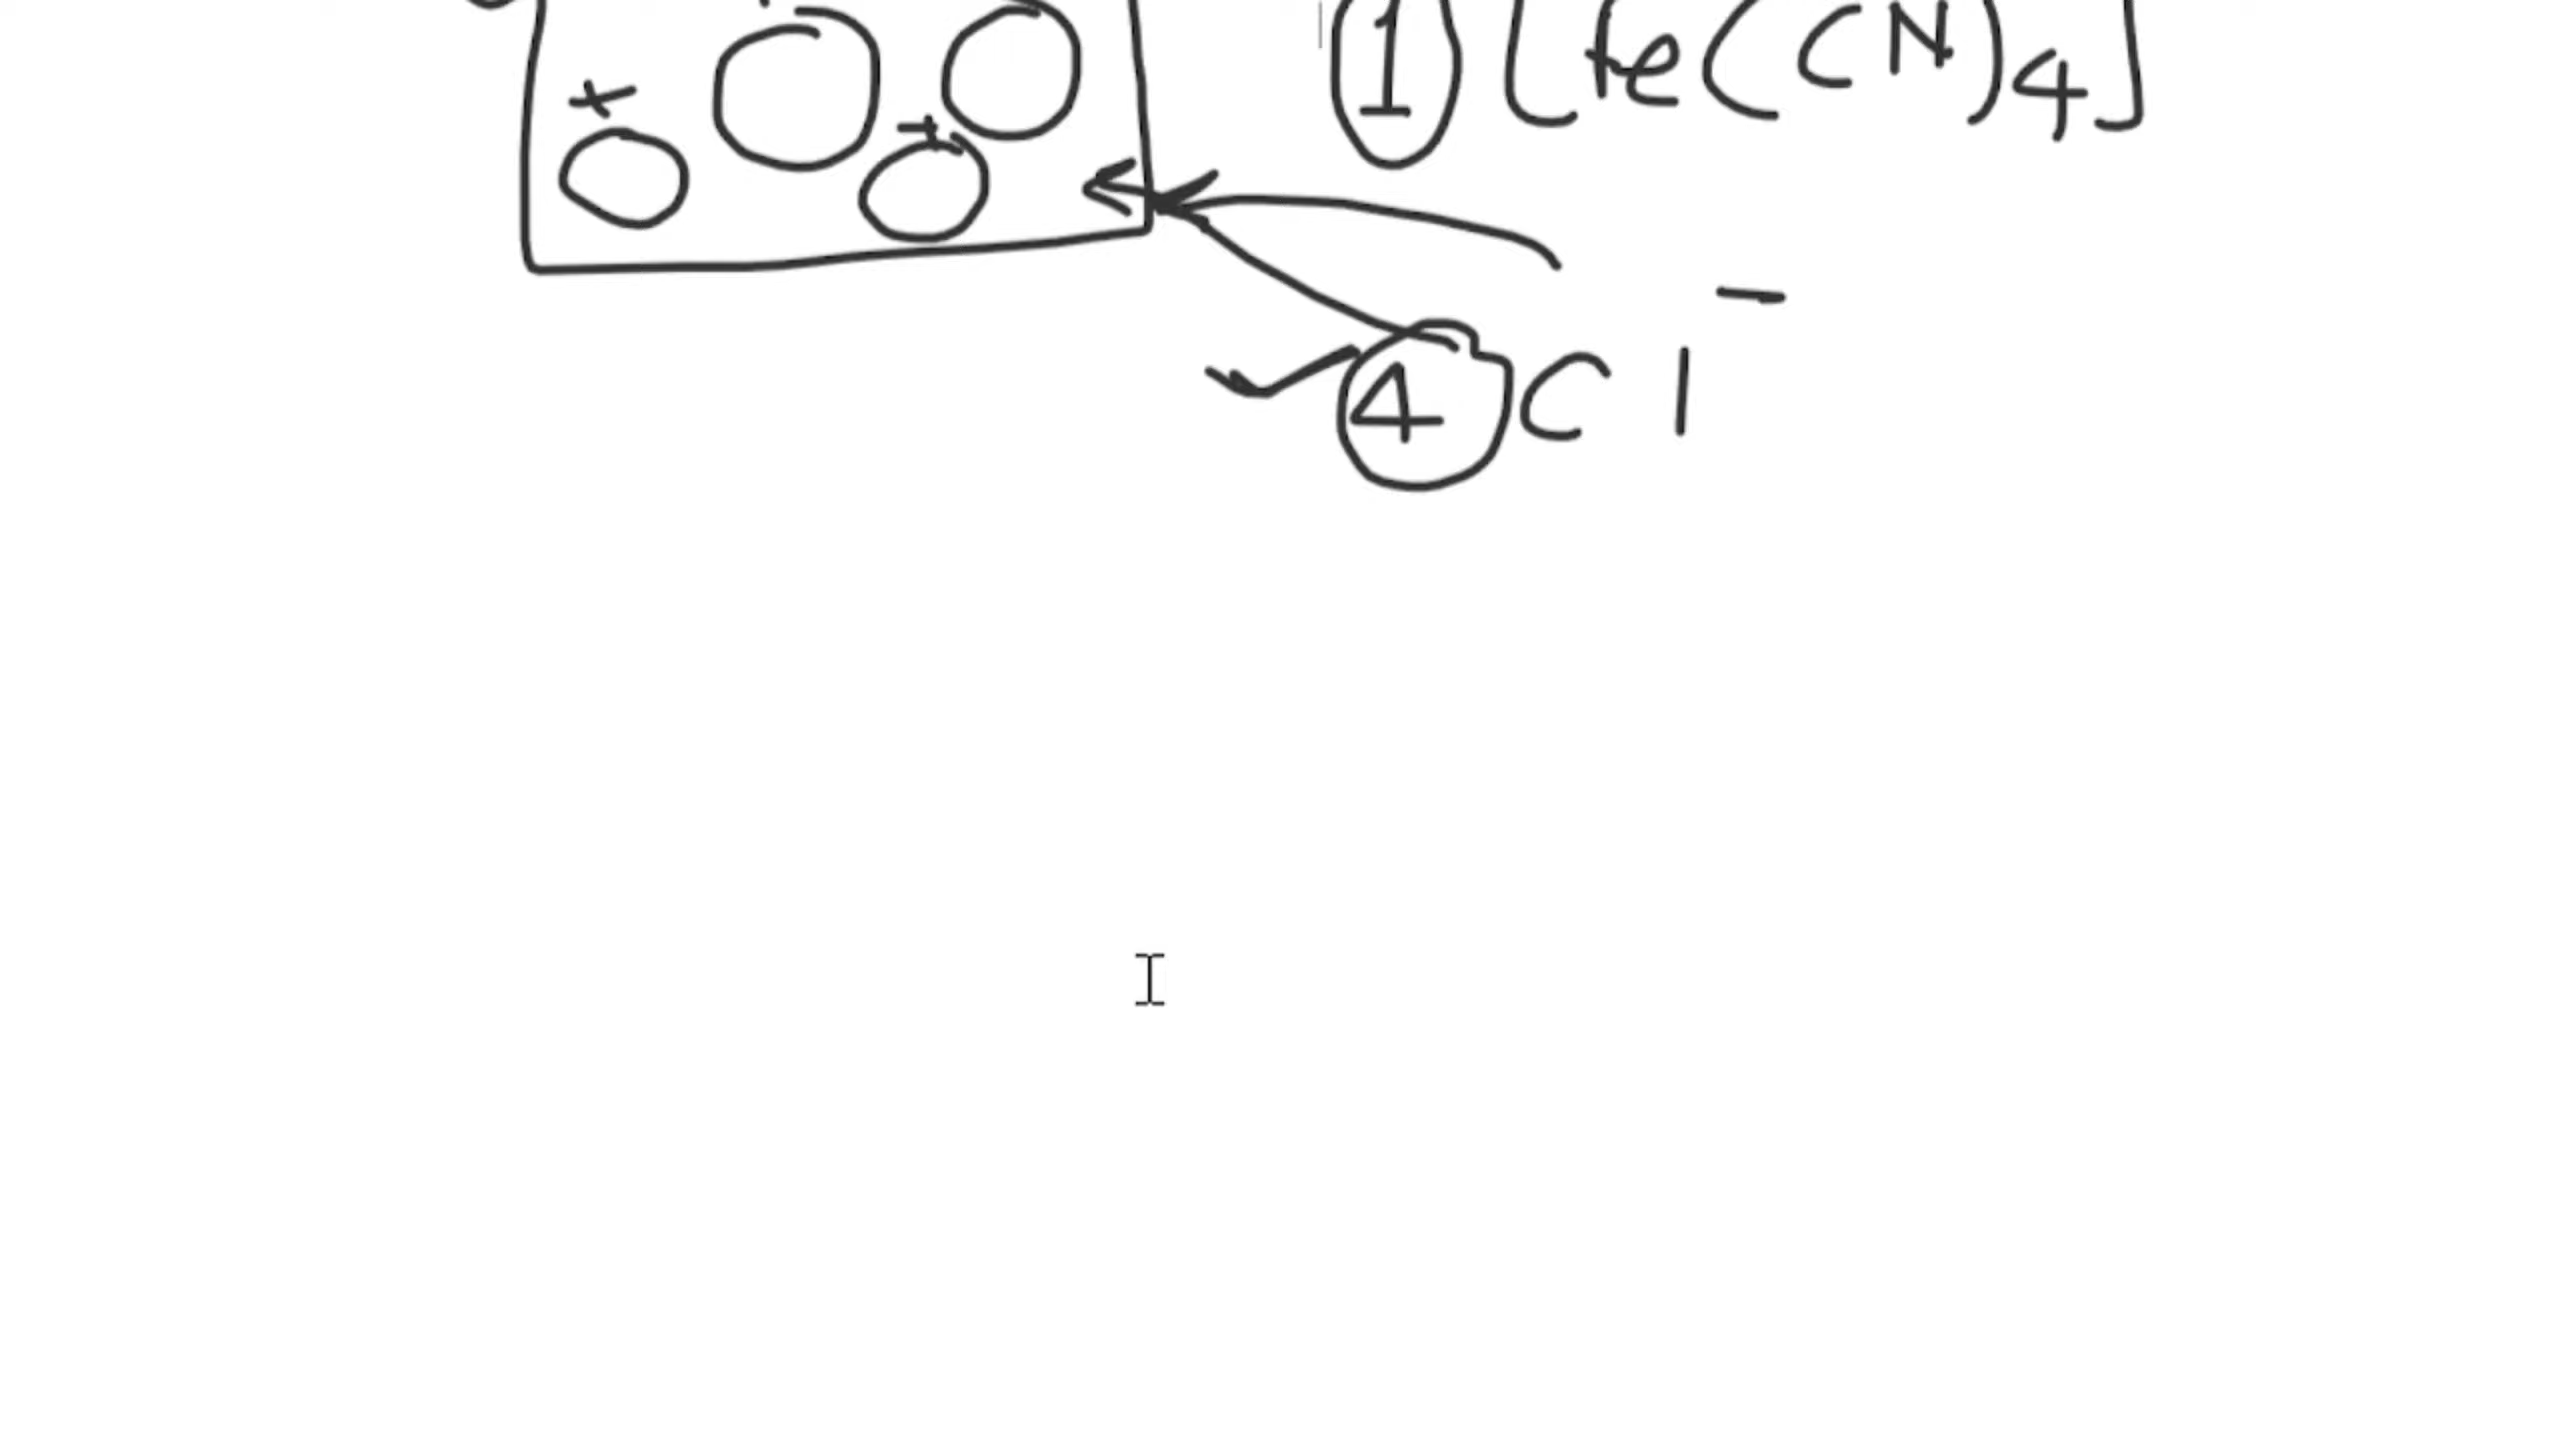 ① [Fe(CN)4]
+
+
-
④ Cl